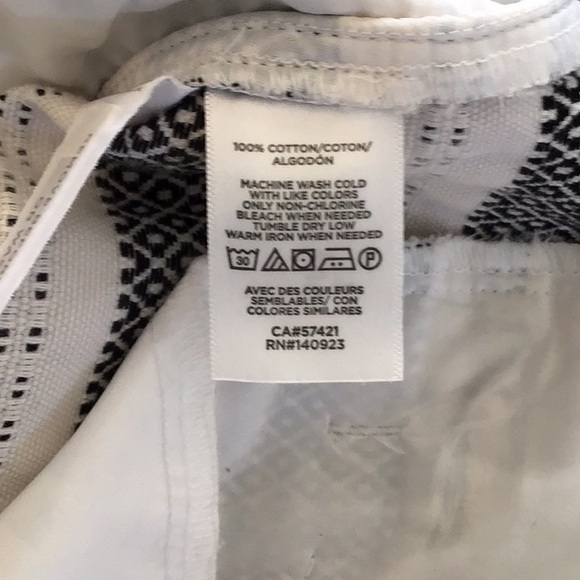 100% COTTON/COTON/
ALGODÓN
MACHINE WASH COLD
WITH LIKE COLORS
ONLY NON-CHLORINE
BLEACH WHEN NEEDED
TUMBLE DRY LOW
WARM IRON WHEN NEEDED
30 P
AVEC DES COULEURS
SEMBLABLES/ CON
COLORES SIMILARES
CA#57421
RN#140923